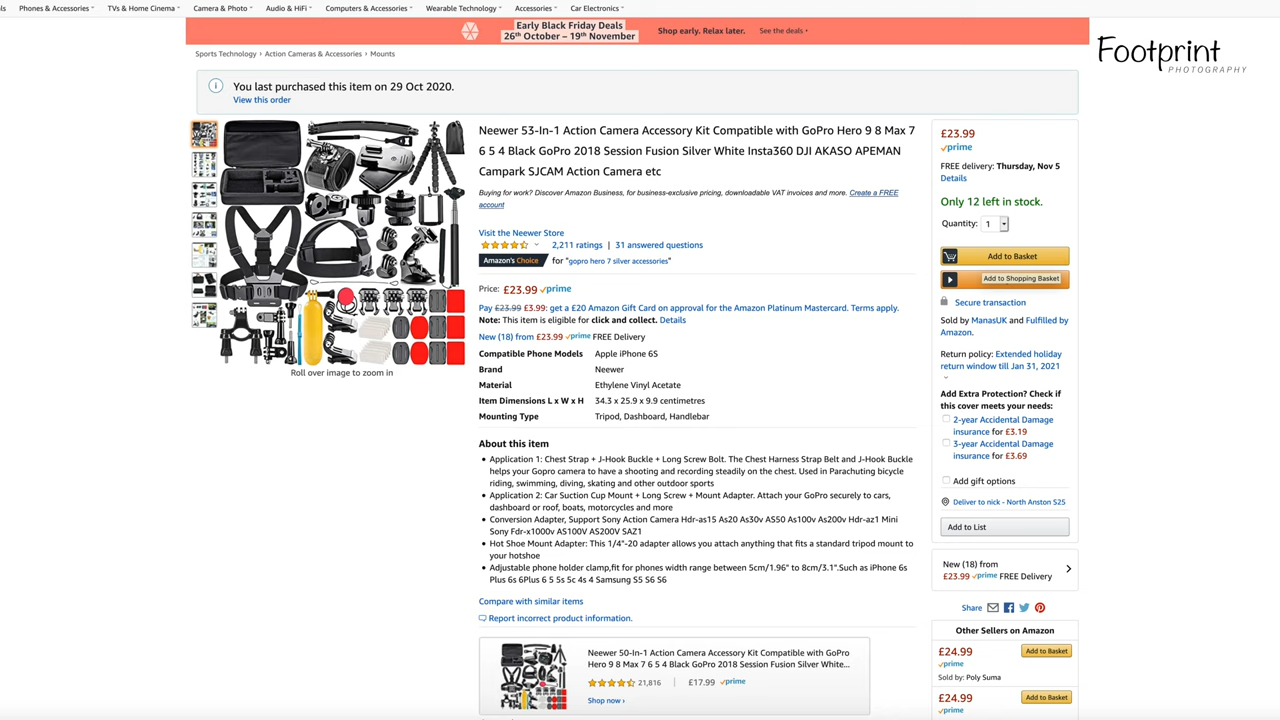 ls Phones & Accessories TVs & Home Cinema Camera & Photo Audio & HiFi Computers & Accessories Wearable Technology Accessories Car Electronics
Early Black Friday Deals
26th October – 19th November
Shop early. Relax later.
See the deals ›
Footprint
PHOTOGRAPHY
Sports Technology › Action Cameras & Accessories › Mounts
You last purchased this item on 29 Oct 2020.
View this order
Roll over image to zoom in
Neewer 53-In-1 Action Camera Accessory Kit Compatible with GoPro Hero 9 8 Max 7
6 5 4 Black GoPro 2018 Session Fusion Silver White Insta360 DJI AKASO APEMAN
Campark SJCAM Action Camera etc
Buying for work? Discover Amazon Business, for business-exclusive pricing, downloadable VAT invoices and more. Create a FREE
account
Visit the Neewer Store
2,211 ratings | 31 answered questions
Amazon's Choice for "gopro hero 7 silver accessories"
Price: £23.99 prime
Pay £23.99 £3.99: get a £20 Amazon Gift Card on approval for the Amazon Platinum Mastercard. Terms apply.
Note: This item is eligible for click and collect. Details
New (18) from £23.99 prime FREE Delivery
Compatible Phone Models Apple iPhone 6S
Brand Neewer
Material Ethylene Vinyl Acetate
Item Dimensions L x W x H 34.3 x 25.9 x 9.9 centimetres
Mounting Type Tripod, Dashboard, Handlebar
About this item
• Application 1: Chest Strap + J-Hook Buckle + Long Screw Bolt. The Chest Harness Strap Belt and J-Hook Buckle
helps your Gopro camera to have a shooting and recording steadily on the chest. Used in Parachuting bicycle
riding, swimming, diving, skating and other outdoor sports
• Application 2: Car Suction Cup Mount + Long Screw + Mount Adapter. Attach your GoPro securely to cars,
dashboard or roof, boats, motorcycles and more
• Conversion Adapter, Support Sony Action Camera Hdr-as15 As20 As30v AS50 As100v As200v Hdr-az1 Mini
Sony Fdr-x1000v AS100V AS200V SAZ1
• Hot Shoe Mount Adapter: This 1/4"-20 adapter allows you attach anything that fits a standard tripod mount to
your hotshoe
• Adjustable phone holder clamp,fit for phones width range between 5cm/1.96" to 8cm/3.1".Such as iPhone 6s
Plus 6s 6Plus 6 5 5s 5c 4s 4 Samsung S5 S6 S6
Compare with similar items
Report incorrect product information.
Neewer 50-In-1 Action Camera Accessory Kit Compatible with GoPro
Hero 9 8 Max 7 6 5 4 Black GoPro 2018 Session Fusion Silver White...
21,816 | £17.99 prime
Shop now ›
£23.99
prime
FREE delivery: Thursday, Nov 5
Details
Only 12 left in stock.
Quantity: 1
Add to Basket
Add to Shopping Basket
Secure transaction
Sold by ManasUK and Fulfilled by
Amazon.
Return policy: Extended holiday
return window till Jan 31, 2021
Add Extra Protection? Check if
this cover meets your needs:
2-year Accidental Damage
insurance for £3.19
3-year Accidental Damage
insurance for £3.69
Add gift options
Deliver to nick - North Anston S25
Add to List
New (18) from
£23.99 prime FREE Delivery
Share
Other Sellers on Amazon
£24.99 Add to Basket
prime
Sold by: Poly Suma
£24.99 Add to Basket
prime